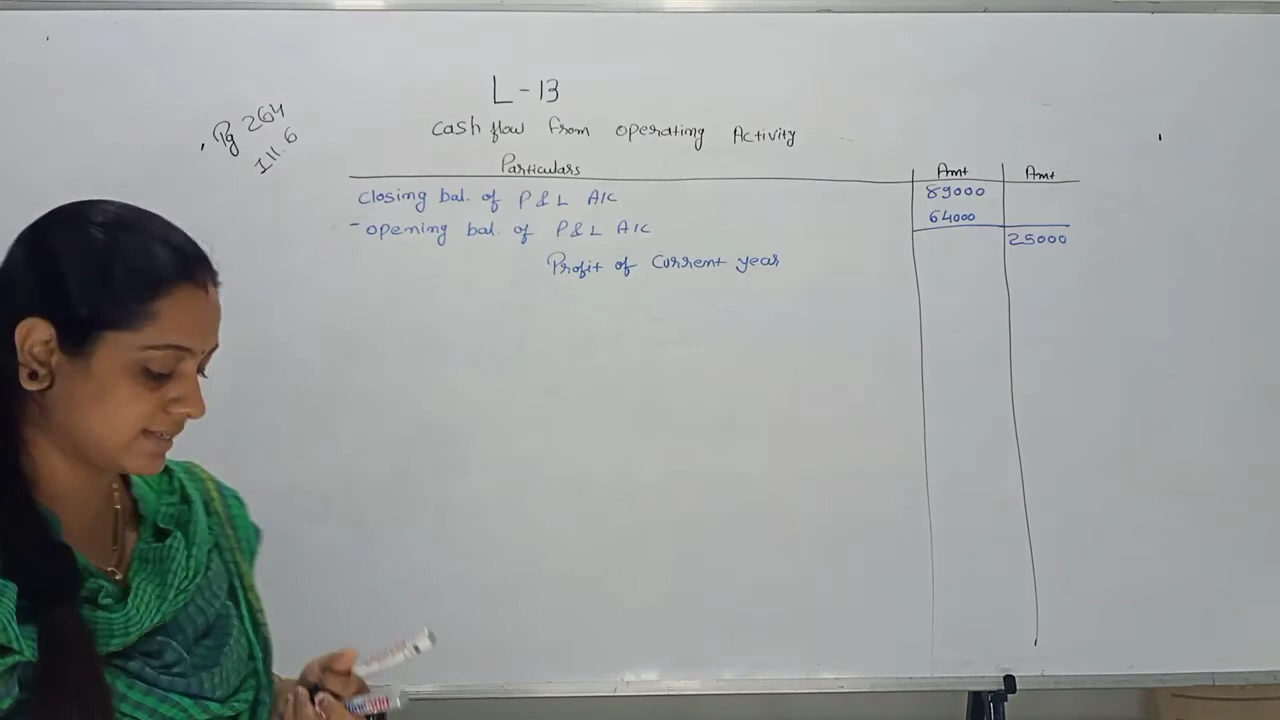 L-13
Pg 264
Ill. 6
Cash flow from operating Activity
Particulars Amt Amt
Closing bal. of P & L A/C 89000
- opening bal. of P & L A/C 64000
25000
Profit of Current year